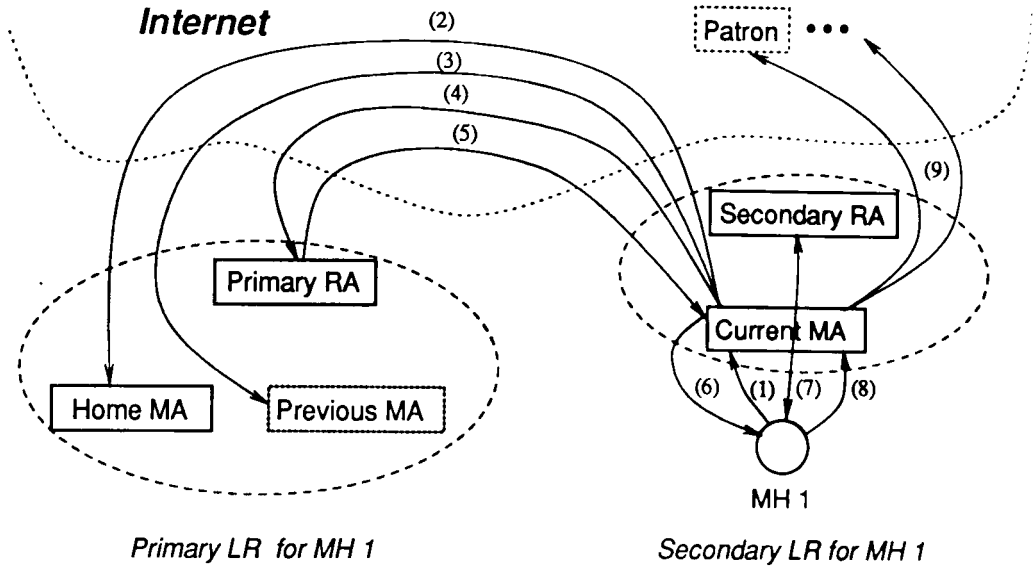 Internet
(2)
Patron •••
(3)
(4)
(5)
(9)
Secondary RA
Primary RA
Current MA
Home MA
Previous MA
(6)
(1)
(7)
(8)
MH 1
Primary LR for MH 1
Secondary LR for MH 1